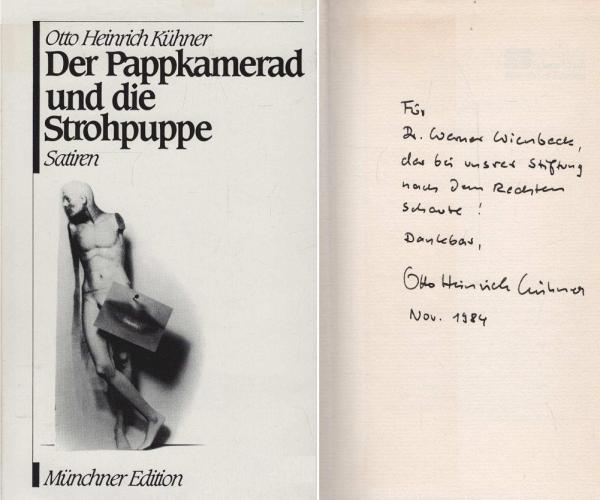 Otto Heinrich Kühner
Der Pappkamerad
und die
Strohpuppe
Satiren
Münchner Edition
Für
Dr. Werner Wienbeck,
der bei unsrer Stiftung
nach dem Rechten
schaute!
Dankbar,
Otto Heinrich Kühner
Nov. 1984